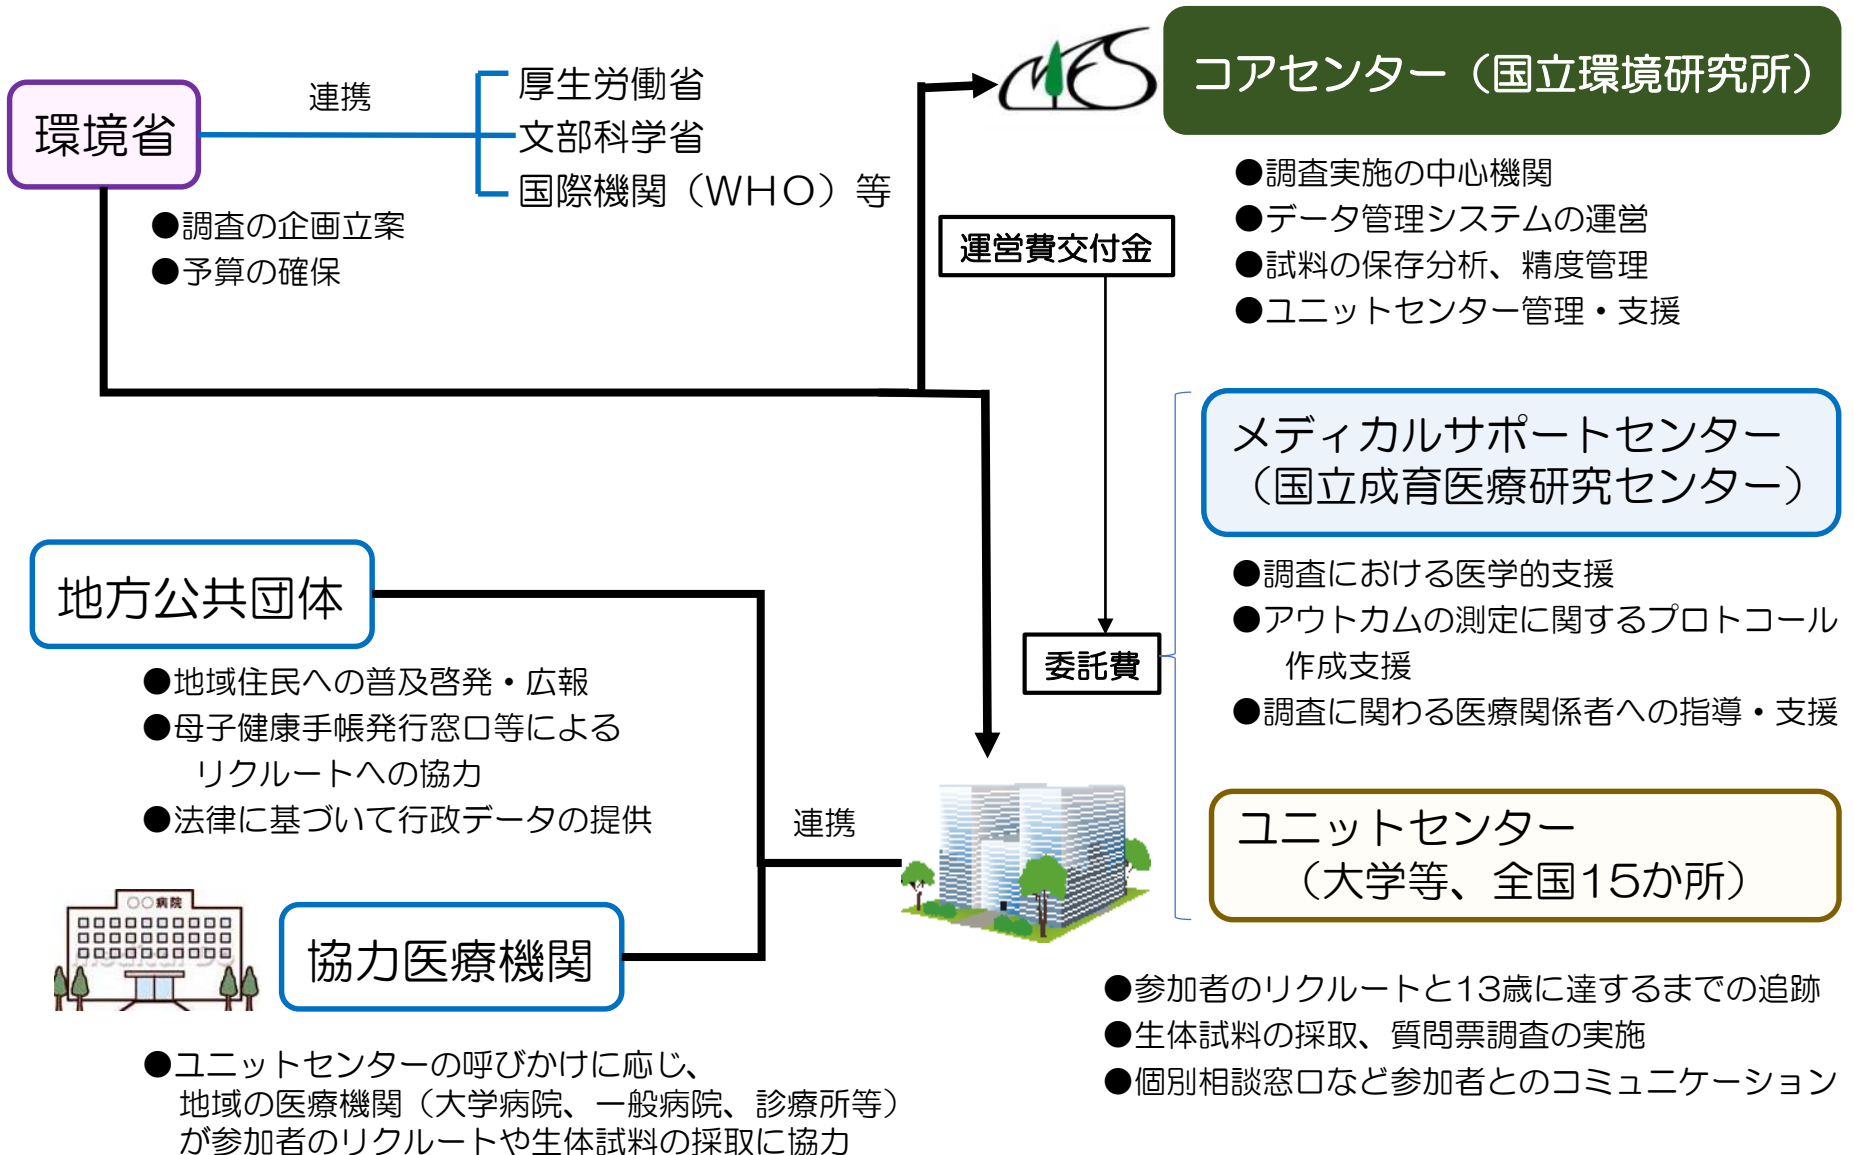 環境省
連携
厚生労働省
文部科学省
国際機関（WHO）等
●調査の企画立案
●予算の確保
コアセンター（国立環境研究所）
●調査実施の中心機関
●データ管理システムの運営
●試料の保存分析、精度管理
●ユニットセンター管理・支援
運営費交付金
委託費
メディカルサポートセンター
（国立成育医療研究センター）
●調査における医学的支援
●アウトカムの測定に関するプロトコール
作成支援
●調査に関わる医療関係者への指導・支援
地方公共団体
●地域住民への普及啓発・広報
●母子健康手帳発行窓口等による
リクルートへの協力
●法律に基づいて行政データの提供
連携
ユニットセンター
（大学等、全国15か所）
●参加者のリクルートと13歳に達するまでの追跡
●生体試料の採取、質問票調査の実施
●個別相談窓口など参加者とのコミュニケーション
○○病院
協力医療機関
●ユニットセンターの呼びかけに応じ、
地域の医療機関（大学病院、一般病院、診療所等）
が参加者のリクルートや生体試料の採取に協力